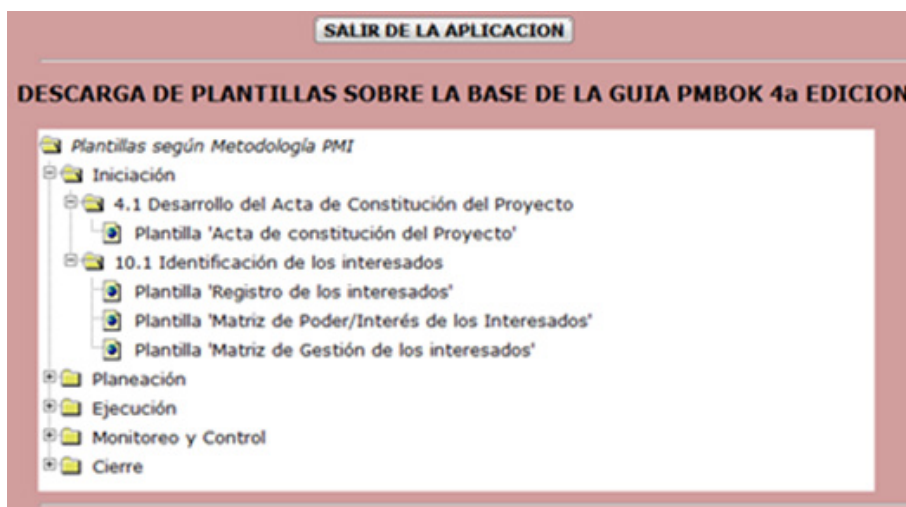 SALIR DE LA APLICACION
DESCARGA DE PLANTILLAS SOBRE LA BASE DE LA GUIA PMBOK 4a EDICION
Plantillas según Metodología PMI
Iniciación
4.1 Desarrollo del Acta de Constitución del Proyecto
Plantilla 'Acta de constitución del Proyecto'
10.1 Identificación de los interesados
Plantilla 'Registro de los interesados'
Plantilla 'Matriz de Poder/Interés de los Interesados'
Plantilla 'Matriz de Gestión de los interesados'
Planeación
Ejecución
Monitoreo y Control
Cierre